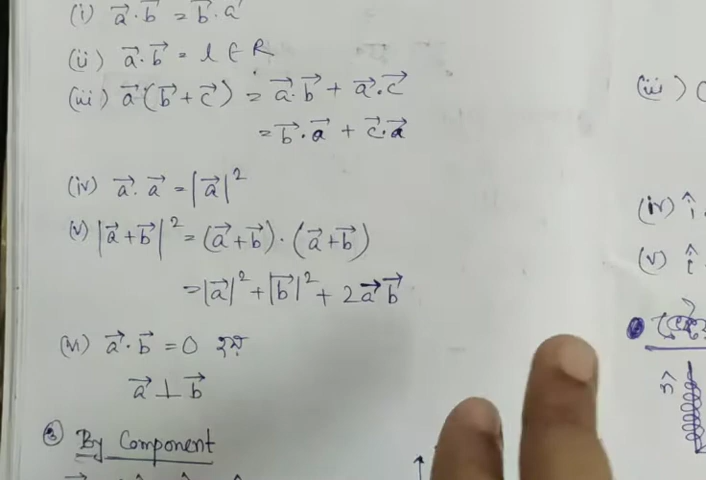 (i) a⃗·b⃗ = b⃗·a⃗
(ii) a⃗·b⃗ = l ∈ R
(iii) a⃗·(b⃗+c⃗) = a⃗·b⃗ + a⃗·c⃗
= b⃗·a⃗ + c⃗·a⃗
(iv) a⃗·a⃗ = |a⃗|²
(v) |a⃗+b⃗|² = (a⃗+b⃗)·(a⃗+b⃗)
= |a⃗|² + |b⃗|² + 2a⃗b⃗
(vi) a⃗·b⃗ = 0
a⃗ ⊥ b⃗
③ By Component
(iii) (
(iv) î.
(v) î